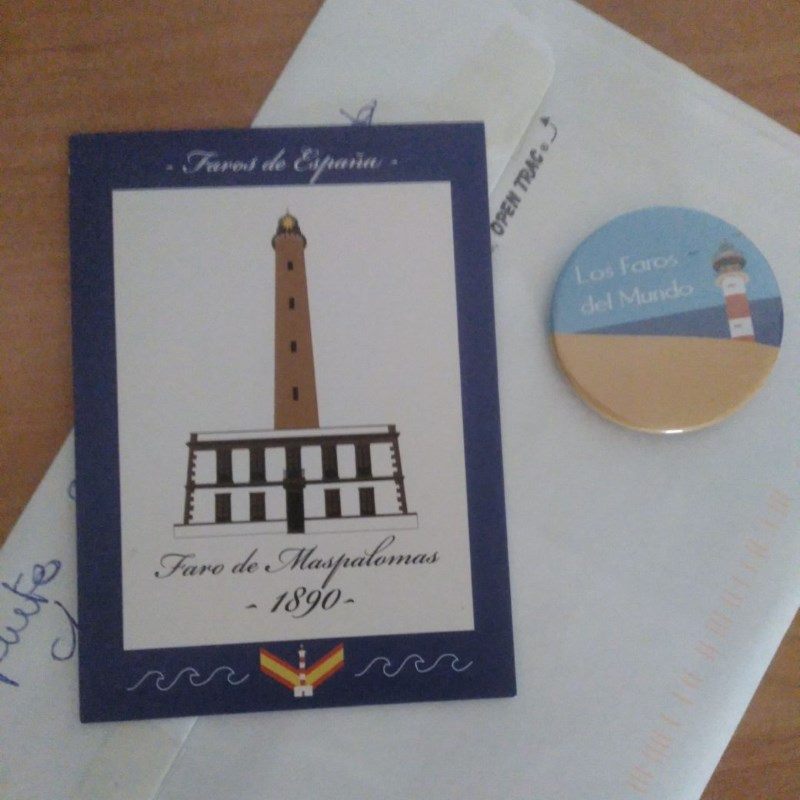 - Faros de España -
Faro de Maspalomas
- 1890 -
OPEN TRAC
Los Faros
del Mundo